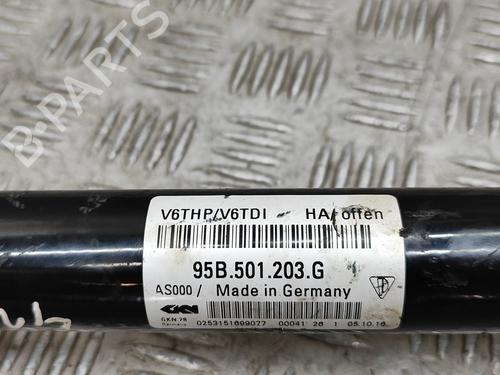 B-PARTS
V6THP/V6TDI HA/offen
95B.501.203.G
AS000 / Made in Germany
GKN 28
Germany
0253151699077 00041 26 1 05.10.16